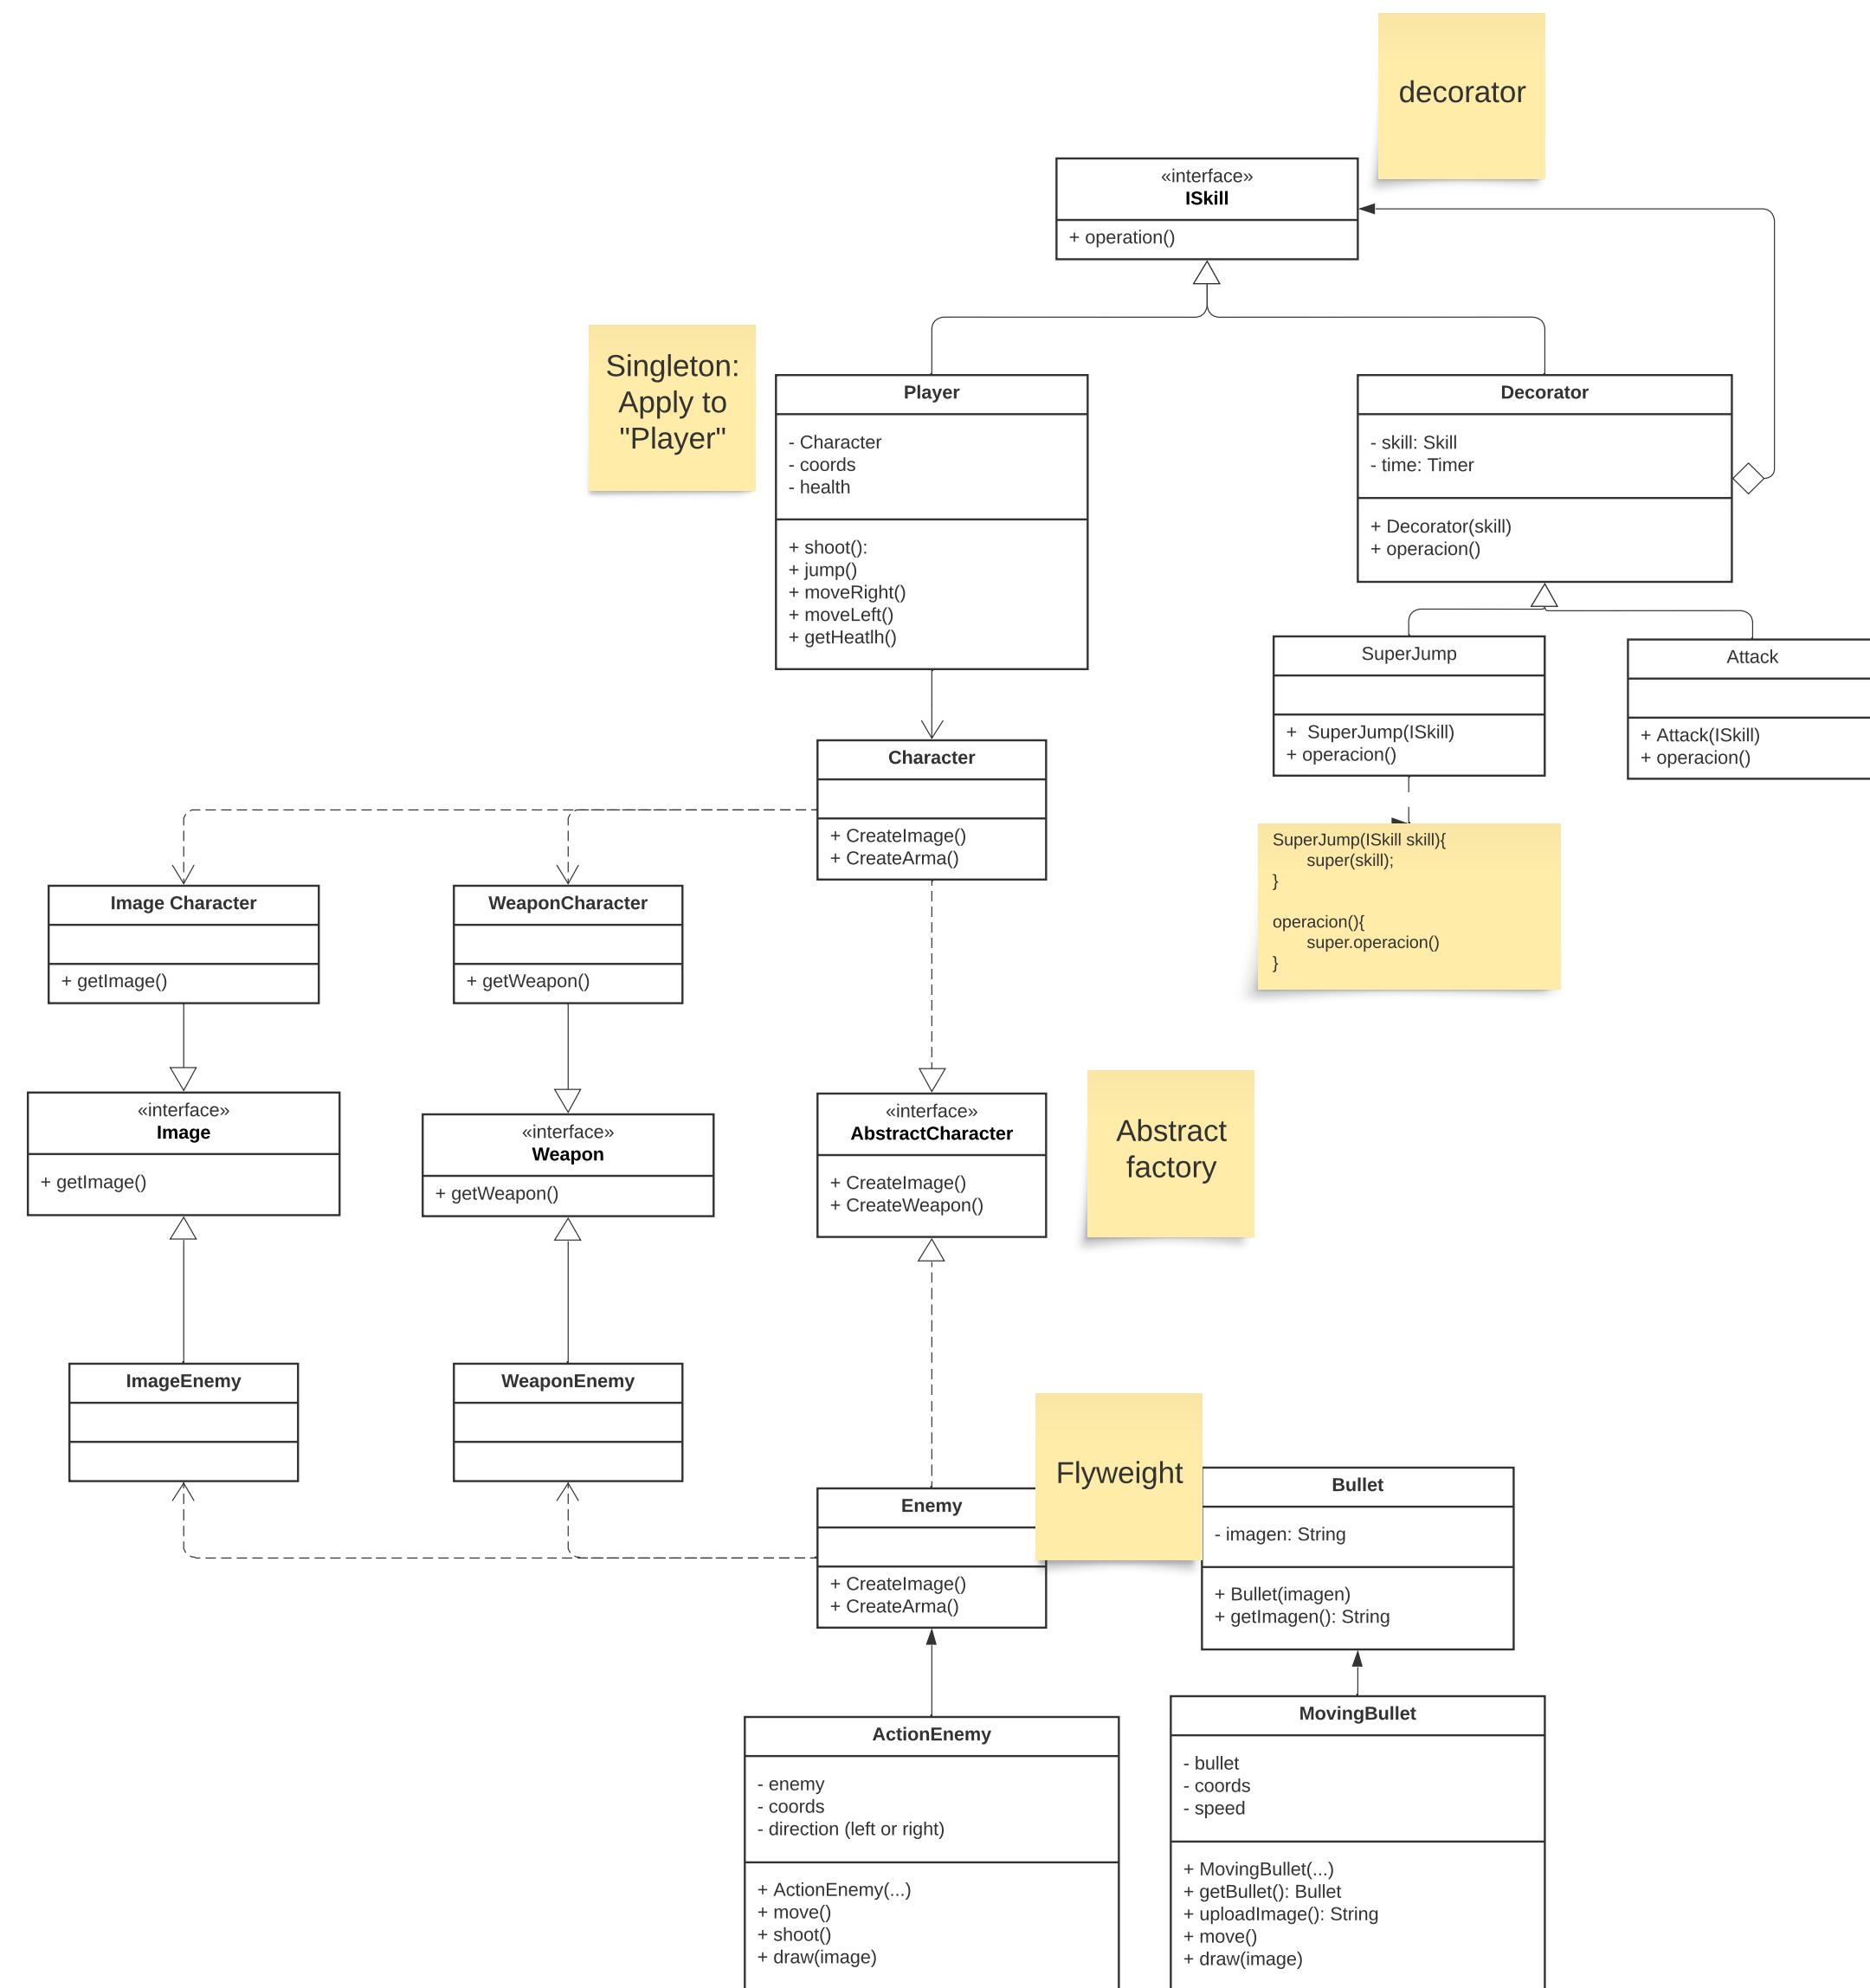 decorator
«interface»
ISkill
+ operation()
Singleton:
Apply to
"Player"
Player
- Character
- coords
- health
+ shoot():
+ jump()
+ moveRight()
+ moveLeft()
+ getHeatlh()
Decorator
- skill: Skill
- time: Timer
+ Decorator(skill)
+ operacion()
SuperJump
+  SuperJump(ISkill)
+ operacion()
Attack
+ Attack(ISkill)
+ operacion()
SuperJump(ISkill skill){
super(skill);
}
operacion(){
super.operacion()
}
Character
+ CreateImage()
+ CreateArma()
Image Character
+ getImage()
WeaponCharacter
+ getWeapon()
«interface»
Image
+ getImage()
«interface»
Weapon
+ getWeapon()
«interface»
AbstractCharacter
+ CreateImage()
+ CreateWeapon()
Abstract
factory
ImageEnemy
WeaponEnemy
Enemy
+ CreateImage()
+ CreateArma()
Flyweight
Bullet
- imagen: String
+ Bullet(imagen)
+ getImagen(): String
ActionEnemy
- enemy
- coords
- direction (left or right)
+ ActionEnemy(...)
+ move()
+ shoot()
+ draw(image)
MovingBullet
- bullet
- coords
- speed
+ MovingBullet(...)
+ getBullet(): Bullet
+ uploadImage(): String
+ move()
+ draw(image)